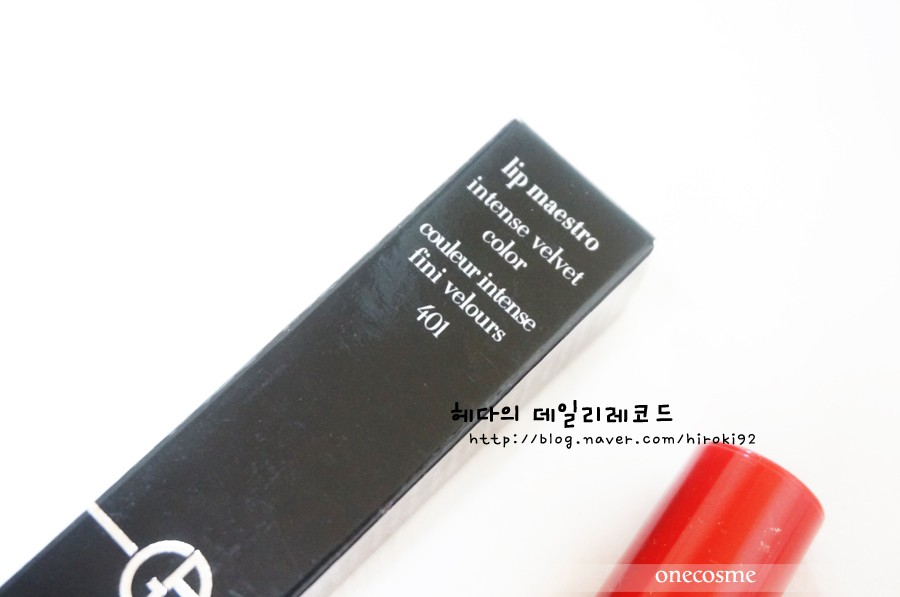 lip maestro
intense velvet
color
couleur intense
fini velours
401
헤다의 데일리레코드
http://blog.naver.com/hiroki92
onecosme